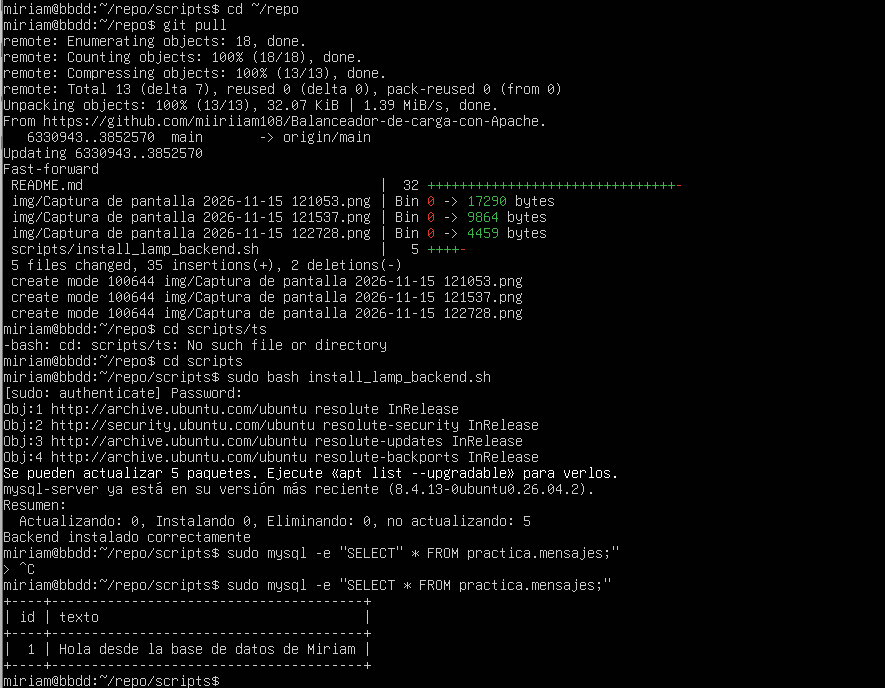 miriam@bbdd:~/repo/scripts$ cd ~/repo
miriam@bbdd:~/repo$ git pull
remote: Enumerating objects: 18, done.
remote: Counting objects: 100% (18/18), done.
remote: Compressing objects: 100% (13/13), done.
remote: Total 13 (delta 7), reused 0 (delta 0), pack-reused 0 (from 0)
Unpacking objects: 100% (13/13), 32.07 KiB | 1.39 MiB/s, done.
From https://github.com/miiriiam108/Balanceador-de-carga-con-Apache.
   6330943..3852570  main       -> origin/main
Updating 6330943..3852570
Fast-forward
 README.md                                      |  32 ++++++++++++++++++++++++++++++++-
 img/Captura de pantalla 2026-11-15 121053.png | Bin 0 -> 17290 bytes
 img/Captura de pantalla 2026-11-15 121537.png | Bin 0 -> 9864 bytes
 img/Captura de pantalla 2026-11-15 122728.png | Bin 0 -> 4459 bytes
 scripts/install_lamp_backend.sh                |   5 ++++-
 5 files changed, 35 insertions(+), 2 deletions(-)
 create mode 100644 img/Captura de pantalla 2026-11-15 121053.png
 create mode 100644 img/Captura de pantalla 2026-11-15 121537.png
 create mode 100644 img/Captura de pantalla 2026-11-15 122728.png
miriam@bbdd:~/repo$ cd scripts/ts
-bash: cd: scripts/ts: No such file or directory
miriam@bbdd:~/repo$ cd scripts
miriam@bbdd:~/repo/scripts$ sudo bash install_lamp_backend.sh
[sudo: authenticate] Password:
Obj:1 http://archive.ubuntu.com/ubuntu resolute InRelease
Obj:2 http://security.ubuntu.com/ubuntu resolute-security InRelease
Obj:3 http://archive.ubuntu.com/ubuntu resolute-updates InRelease
Obj:4 http://archive.ubuntu.com/ubuntu resolute-backports InRelease
Se pueden actualizar 5 paquetes. Ejecute «apt list --upgradable» para verlos.
mysql-server ya está en su versión más reciente (8.4.13-0ubuntu0.26.04.2).
Resumen:
  Actualizando: 0, Instalando 0, Eliminando: 0, no actualizando: 5
Backend instalado correctamente
miriam@bbdd:~/repo/scripts$ sudo mysql -e "SELECT" * FROM practica.mensajes;"
> ^C
miriam@bbdd:~/repo/scripts$ sudo mysql -e "SELECT * FROM practica.mensajes;"
+----+----------------------------------------+
| id | texto                                  |
+----+----------------------------------------+
|  1 | Hola desde la base de datos de Miriam |
+----+----------------------------------------+
miriam@bbdd:~/repo/scripts$